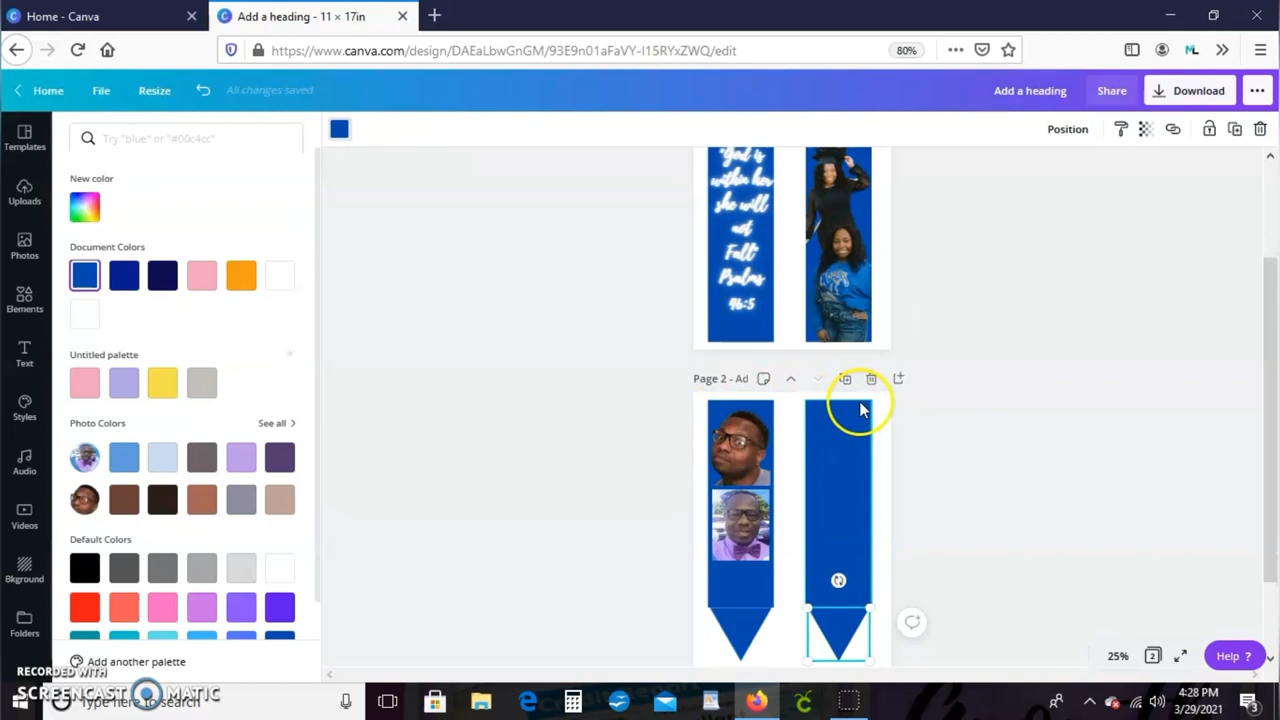 Home - Canva
Add a heading - 11 × 17in
https://www.canva.com/design/DAEaLbwGnGM/93E9n01aFaVY-I15RYxZWQ/edit
80%
Home
File
Resize
All changes saved
Add a heading
Share
Download
Position
Templates
Uploads
Photos
Elements
Text
Styles
Audio
Videos
Bkground
Folders
Try "blue" or "#00c4cc"
New color
Document Colors
Untitled palette
Photo Colors
See all
Default Colors
Add another palette
"God is
within her
she will
not
Fall"
Psalms
46:5
Page 2 - Ad
25%
2
Help ?
RECORDED WITH
SCREENCAST MATIC
Type here to search
4:28 PM
3/29/2021
3